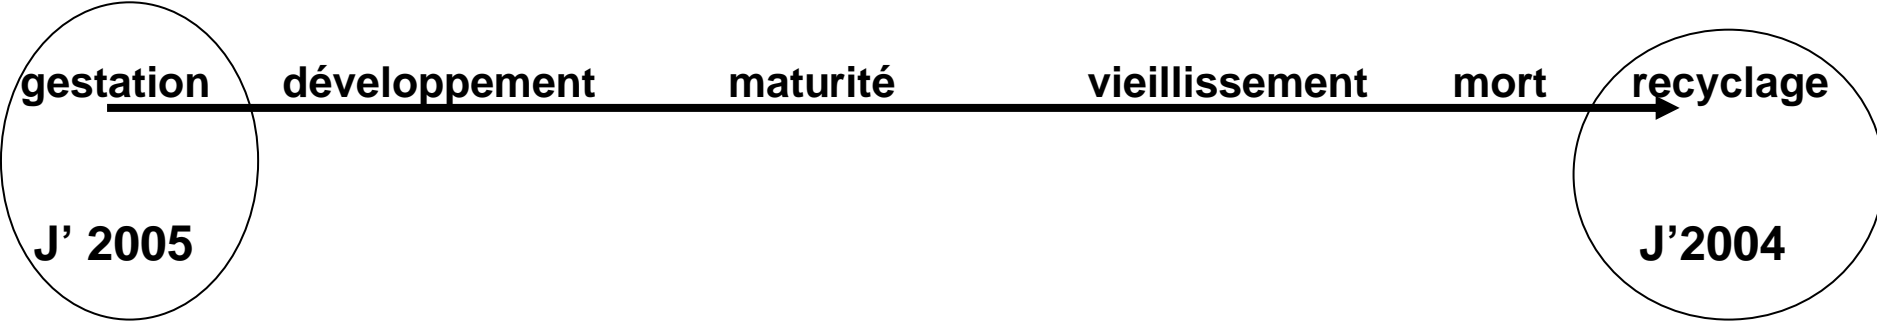 gestation développement maturité vieillissement mort recyclage
J’ 2005 J’2004